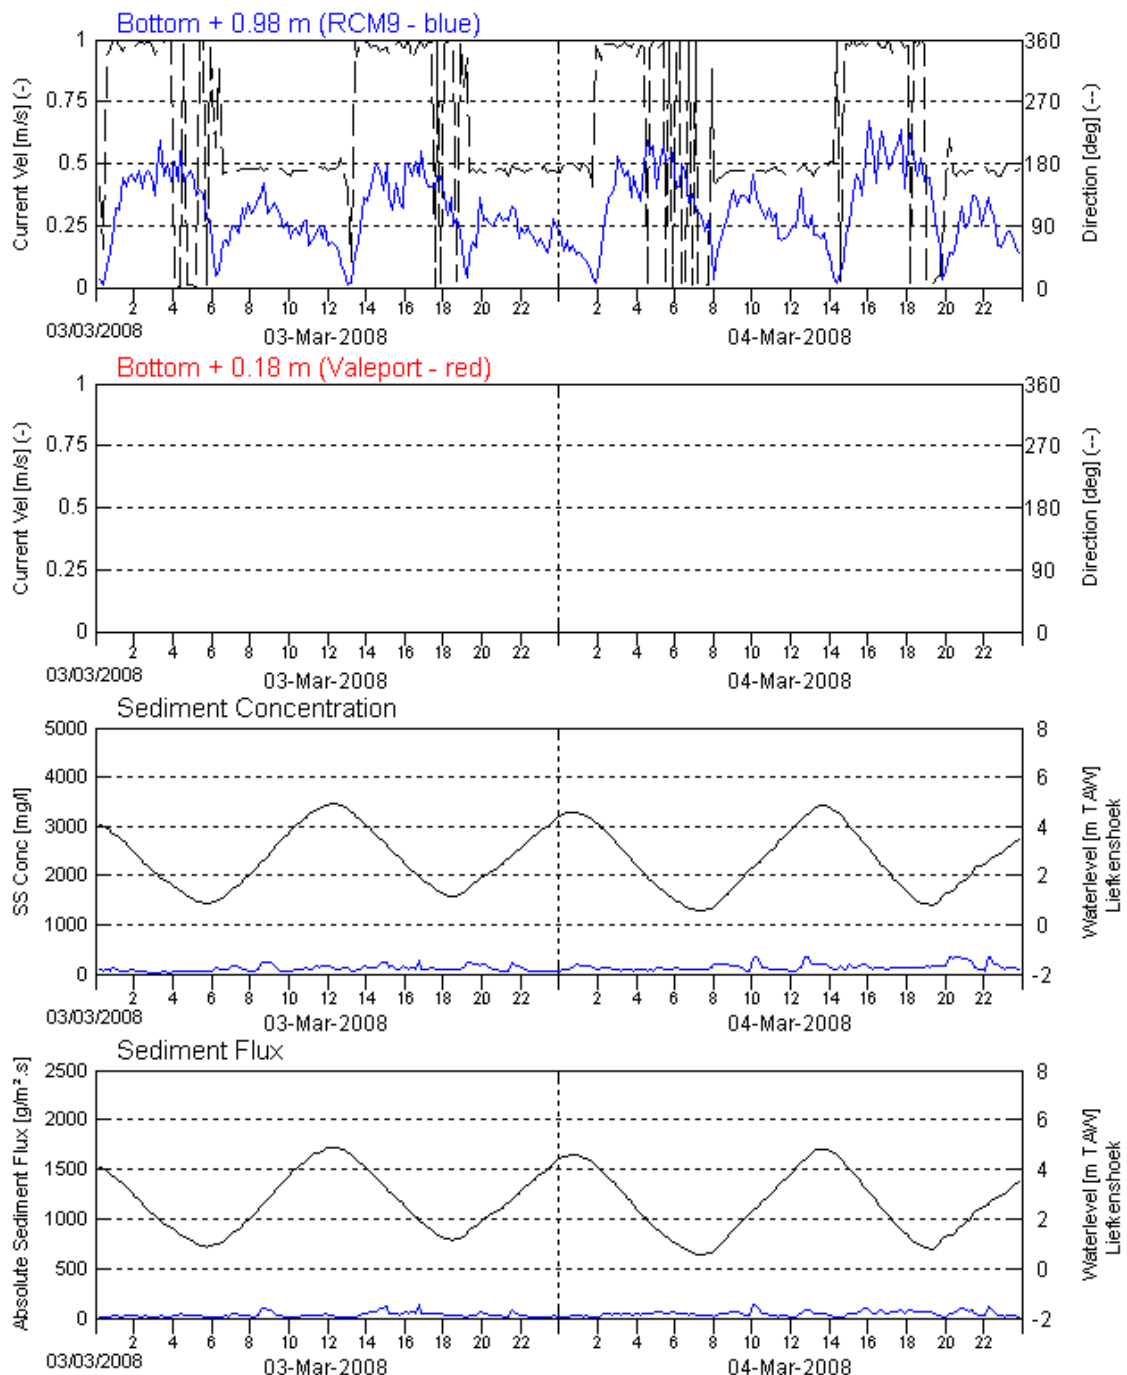 Bottom + 0.98 m (RCM9 - blue)
Current Vel [m/s] (-)
1
0.75
0.5
0.25
0
360
270
180
90
0
Direction [deg] (--)
2 4 6 8 10 12 14 16 18 20 22 2 4 6 8 10 12 14 16 18 20 22
03/03/2008 03-Mar-2008 04-Mar-2008
Bottom + 0.18 m (Valeport - red)
Current Vel [m/s] (-)
1
0.75
0.5
0.25
0
360
270
180
90
0
Direction [deg] (--)
2 4 6 8 10 12 14 16 18 20 22 2 4 6 8 10 12 14 16 18 20 22
03/03/2008 03-Mar-2008 04-Mar-2008
Sediment Concentration
SS Conc [mg/l]
5000
4000
3000
2000
1000
0
8
6
4
2
0
-2
Waterlevel [m TAW]
Liefkenshoek
2 4 6 8 10 12 14 16 18 20 22 2 4 6 8 10 12 14 16 18 20 22
03/03/2008 03-Mar-2008 04-Mar-2008
Sediment Flux
Absolute Sediment Flux [g/m².s]
2500
2000
1500
1000
500
0
8
6
4
2
0
-2
Waterlevel [m TAW]
Liefkenshoek
2 4 6 8 10 12 14 16 18 20 22 2 4 6 8 10 12 14 16 18 20 22
03/03/2008 03-Mar-2008 04-Mar-2008